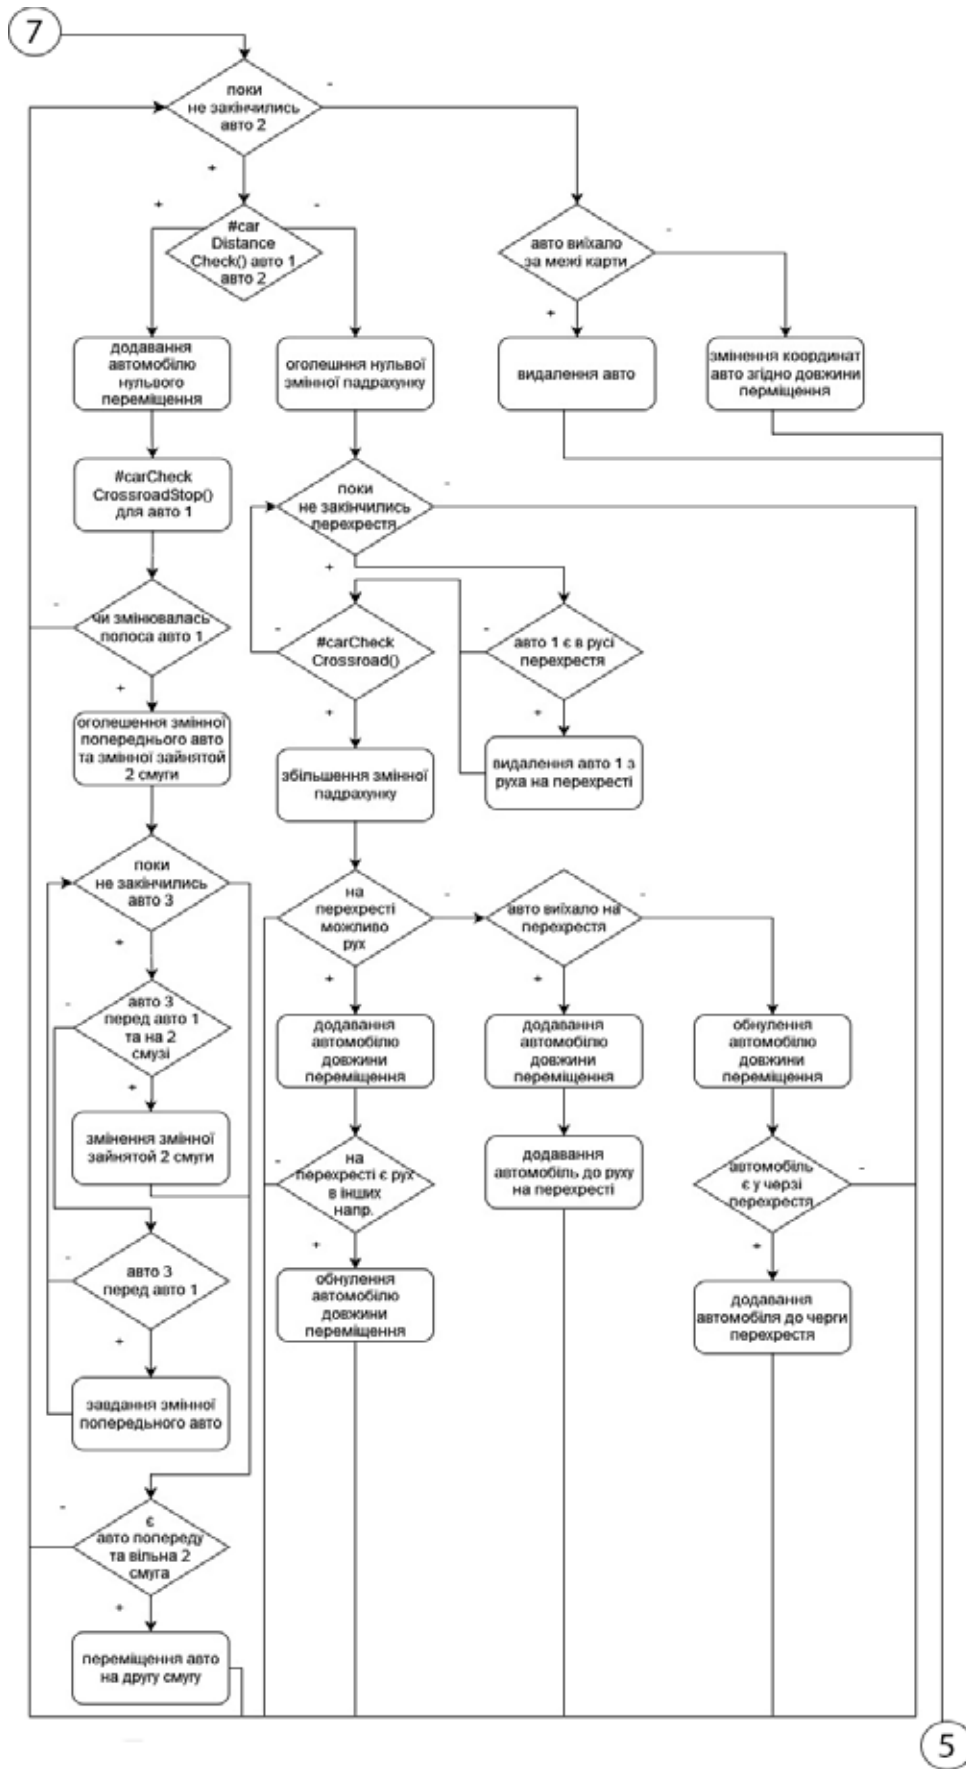 7
поки
не закінчились
авто 2
-
+
+
-
#car
Distance
Check() авто 1
авто 2
авто виїхало
за межі карти
-
+
додавання
автомобілю
нульового
переміщення
оголешння нульвої
змінної падрахунку
видалення авто
змінення координат
авто згідно довжини
перміщення
#carCheck
CrossroadStop()
для авто 1
поки
не закінчились
перехрестя
-
+
-
чи змінювалась
полоса авто 1
+
-
#carCheck
Crossroad()
+
-
авто 1 є в русі
перехрестя
+
оголешення змінної
попереднього авто
та змінної зайнятой
2 смуги
збільшення змінної
падрахунку
видалення авто 1 з
руха на перехресті
поки
не закінчились
авто 3
+
на
перехресті
можливо
рух
-
+
авто виїхало на
перехрестя
-
+
-
авто 3
перед авто 1
та на 2
смузі
+
додавання
автомобілю
довжини
переміщення
додавання
автомобілю
довжини
переміщення
обнулення
автомобілю
довжини
переміщення
змінення змінної
зайнятой 2 смуги
-
на
перехресті є рух
в інших
напр.
+
додавання
автомобіль до руху
на перехресті
автомобіль
є у черзі
перехрестя
-
+
-
авто 3
перед авто 1
+
обнулення
автомобілю
довжини
переміщення
додавання
автомобіля до черги
перехрестя
завдання змінної
попередьного авто
-
є
авто попереду
та вільна 2
смуга
+
переміщення авто
на другу смугу
5